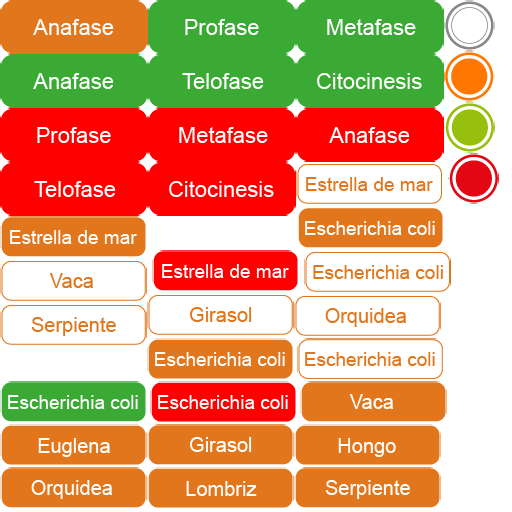 Anafase Profase Metafase
Anafase Telofase Citocinesis
Profase Metafase Anafase
Telofase Citocinesis Estrella de mar
Estrella de mar Escherichia coli
Vaca Estrella de mar Escherichia coli
Serpiente Girasol Orquidea
Escherichia coli Escherichia coli
Escherichia coli Escherichia coli Vaca
Euglena Girasol Hongo
Orquidea Lombriz Serpiente